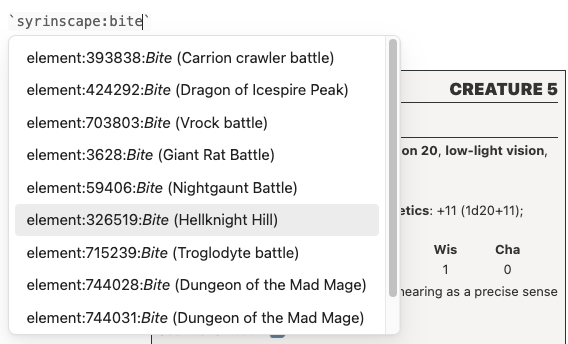 `syrinscape:bite`
element:393838:Bite (Carrion crawler battle)
element:424292:Bite (Dragon of Icespire Peak)
element:703803:Bite (Vrock battle)
element:3628:Bite (Giant Rat Battle)
element:59406:Bite (Nightgaunt Battle)
element:326519:Bite (Hellknight Hill)
element:715239:Bite (Troglodyte battle)
element:744028:Bite (Dungeon of the Mad Mage)
element:744031:Bite (Dungeon of the Mad Mage)
CREATURE 5
on 20, low-light vision,
etics: +11 (1d20+11);
Wis Cha
1 0
hearing as a precise sense